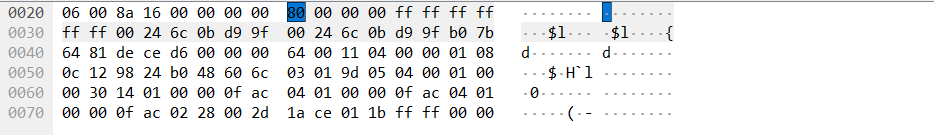 0020 06 00 8a 16 00 00 00 00 80 00 00 00 ff ff ff ff ········ ········
0030 ff ff 00 24 6c 0b d9 9f 00 24 6c 0b d9 9f b0 7b ···$l··· ·$l····{
0040 64 81 de ce d6 00 00 00 64 00 11 04 00 00 01 08 d······· d·······
0050 0c 12 98 24 b0 48 60 6c 03 01 9d 05 04 00 01 00 ···$·H`l ········
0060 00 30 14 01 00 00 0f ac 04 01 00 00 0f ac 04 01 ·0······ ········
0070 00 00 0f ac 02 28 00 2d 1a ce 01 1b ff ff 00 00 ·····(·- ········